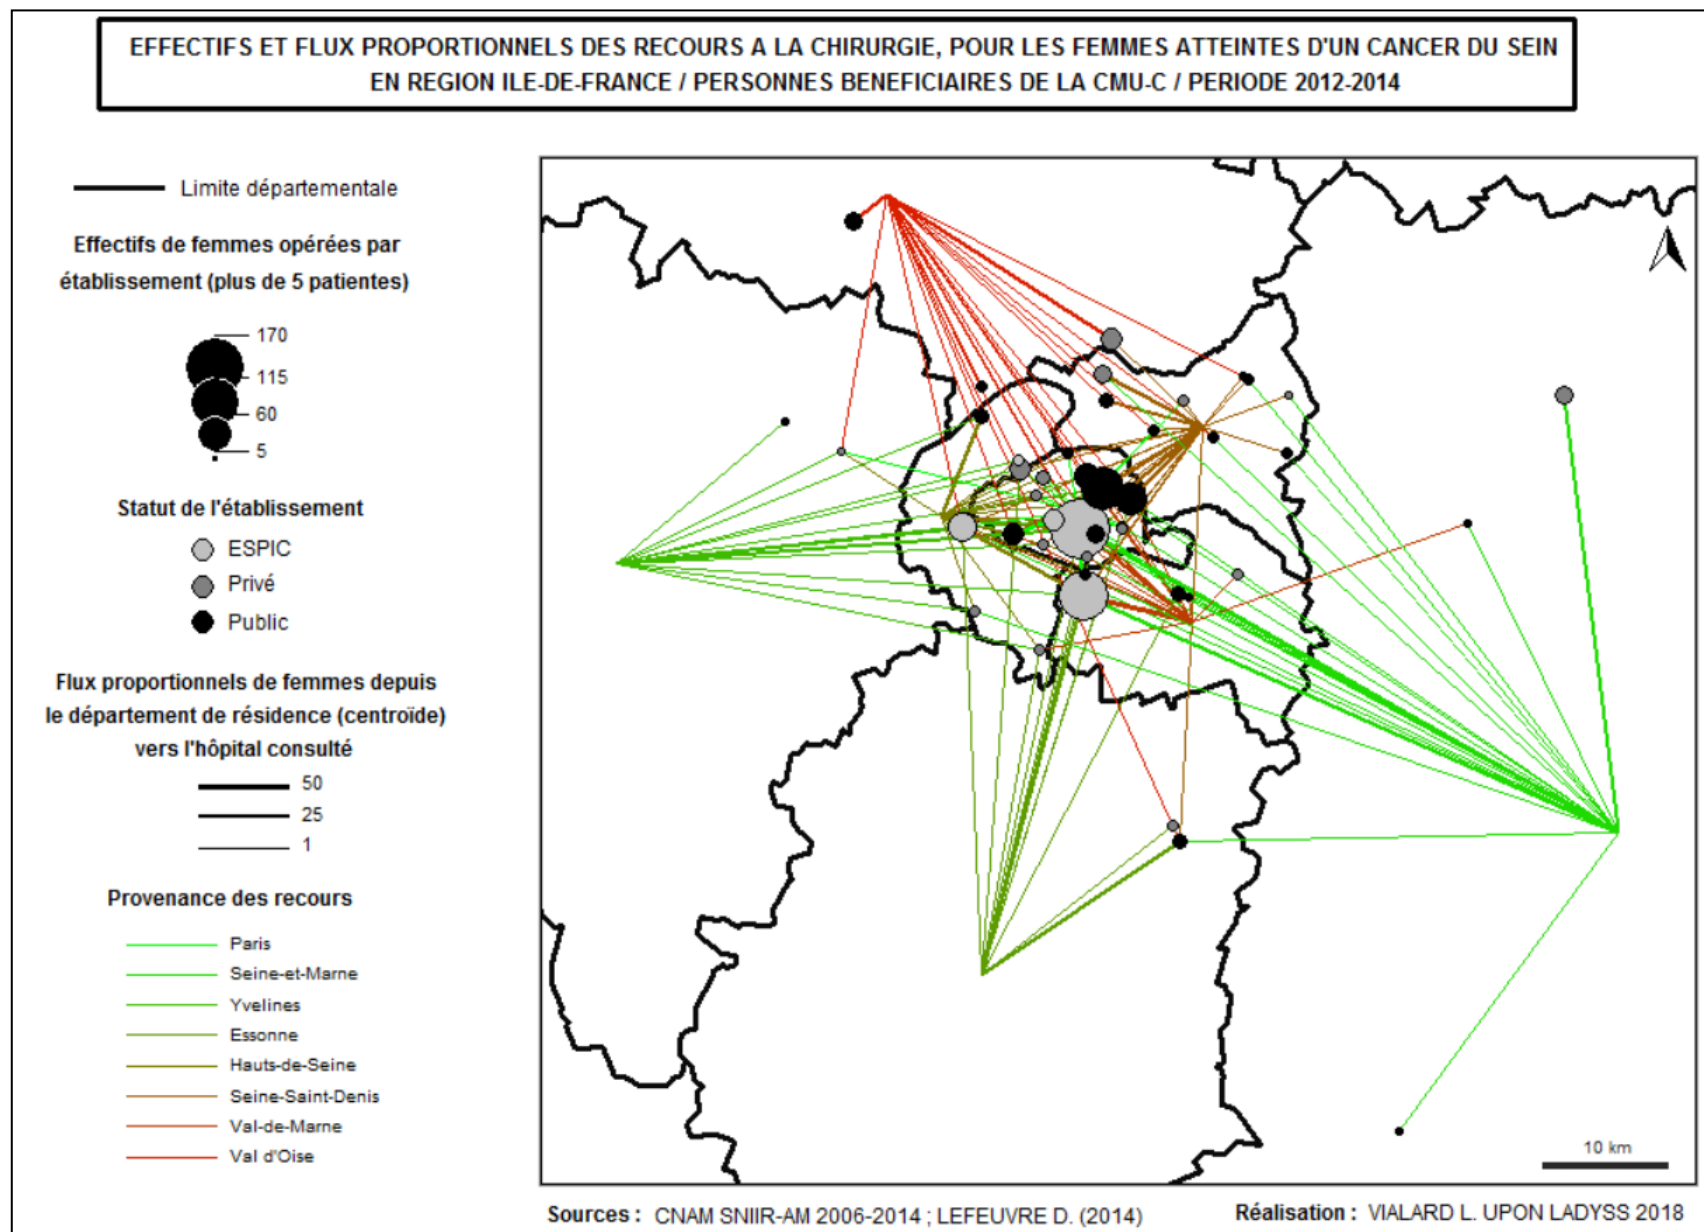 EFFECTIFS ET FLUX PROPORTIONNELS DES RECOURS A LA CHIRURGIE, POUR LES FEMMES ATTEINTES D'UN CANCER DU SEIN
EN REGION ILE-DE-FRANCE / PERSONNES BENEFICIAIRES DE LA CMU-C / PERIODE 2012-2014
Limite départementale
Effectifs de femmes opérées par
établissement (plus de 5 patientes)
170
115
60
5
Statut de l'établissement
ESPIC
Privé
Public
Flux proportionnels de femmes depuis
le département de résidence (centroïde)
vers l'hôpital consulté
50
25
1
Provenance des recours
Paris
Seine-et-Marne
Yvelines
Essonne
Hauts-de-Seine
Seine-Saint-Denis
Val-de-Marne
Val d'Oise
10 km
Sources : CNAM SNIIR-AM 2006-2014 ; LEFEUVRE D. (2014)
Réalisation : VIALARD L. UPON LADYSS 2018